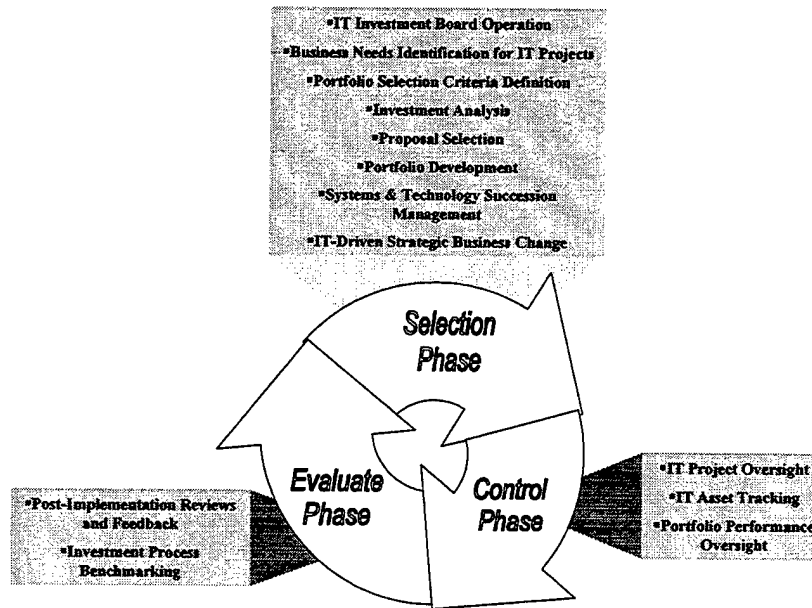 ▪IT Investment Board Operation
▪Business Needs Identification for IT Projects
▪Portfolio Selection Criteria Definition
▪Investment Analysis
▪Proposal Selection
▪Portfolio Development
▪Systems & Technology Succession
Management
▪IT-Driven Strategic Business Change
Selection
Phase
Evaluate
Phase
Control
Phase
▪Post-Implementation Reviews
and Feedback
▪Investment Process
Benchmarking
▪IT Project Oversight
▪IT Asset Tracking
▪Portfolio Performance
Oversight